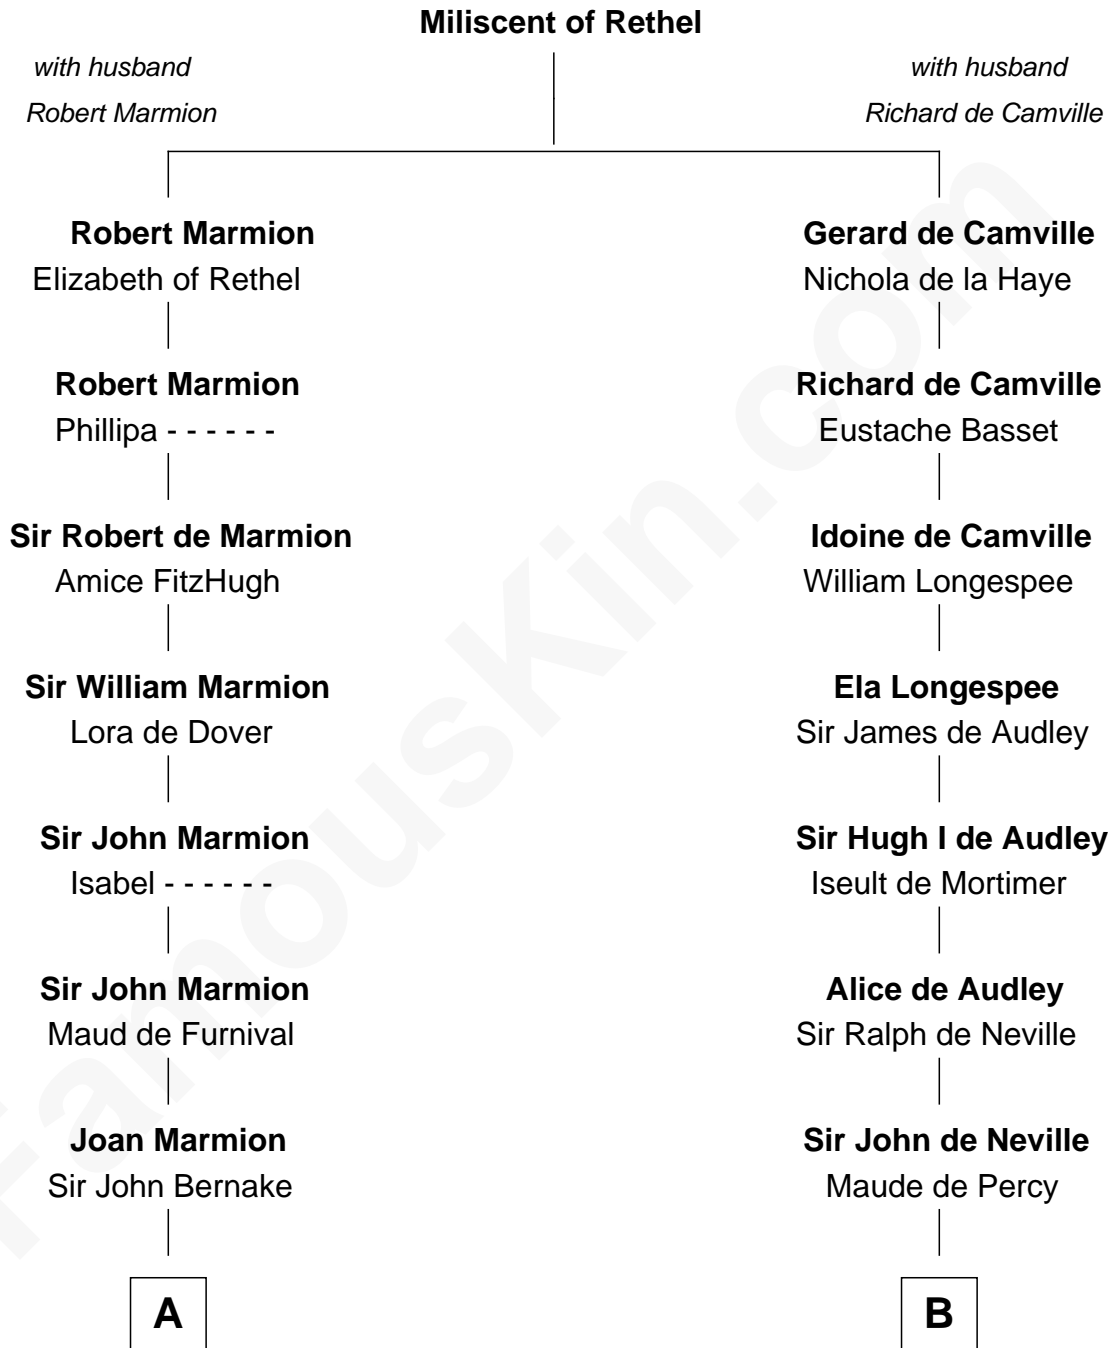 Miliscent of Rethel
with husband
Robert Marmion
with husband
Richard de Camville
Robert Marmion
Elizabeth of Rethel
Robert Marmion
Phillipa - - - - - -
Sir Robert de Marmion
Amice FitzHugh
Sir William Marmion
Lora de Dover
Sir John Marmion
Isabel - - - - - -
Sir John Marmion
Maud de Furnival
Joan Marmion
Sir John Bernake
A
Gerard de Camville
Nichola de la Haye
Richard de Camville
Eustache Basset
Idoine de Camville
William Longespee
Ela Longespee
Sir James de Audley
Sir Hugh I de Audley
Iseult de Mortimer
Alice de Audley
Sir Ralph de Neville
Sir John de Neville
Maude de Percy
B
FamousKin.com